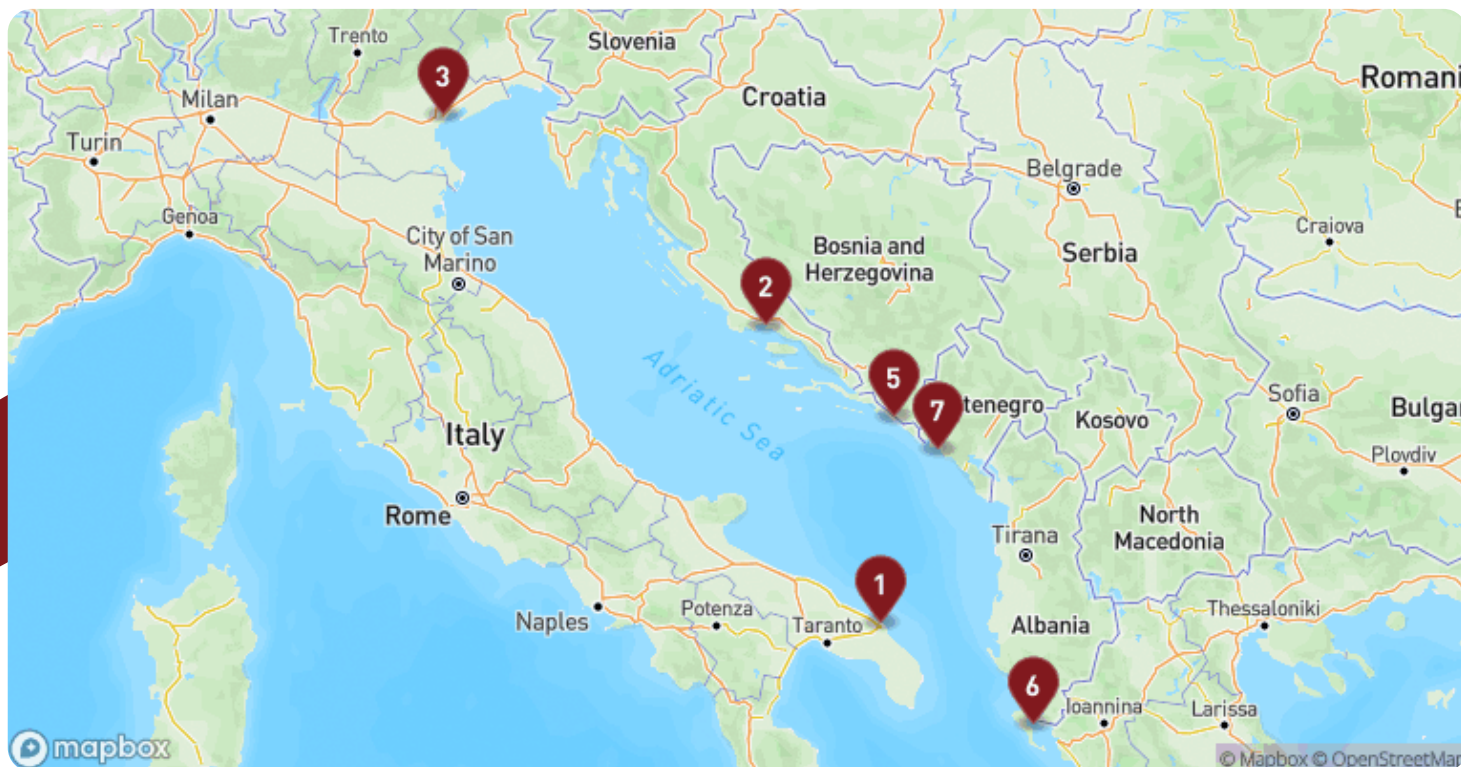 Trento
Slovenia
3
Romani
Milan
Croatia
Turin
Belgrade
Genoa
Craiova
City of San
Marino
Bosnia and
Herzegovina
Serbia
2
Adriatic Sea
5
7
tenegro
Kosovo
Sofia
Bulgar
Italy
Plovdiv
Rome
North
Macedonia
Tirana
1
Naples
Potenza
Taranto
Albania
Thessaloniki
6
Ioannina
Larissa
mapbox
© Mapbox © OpenStreetMap